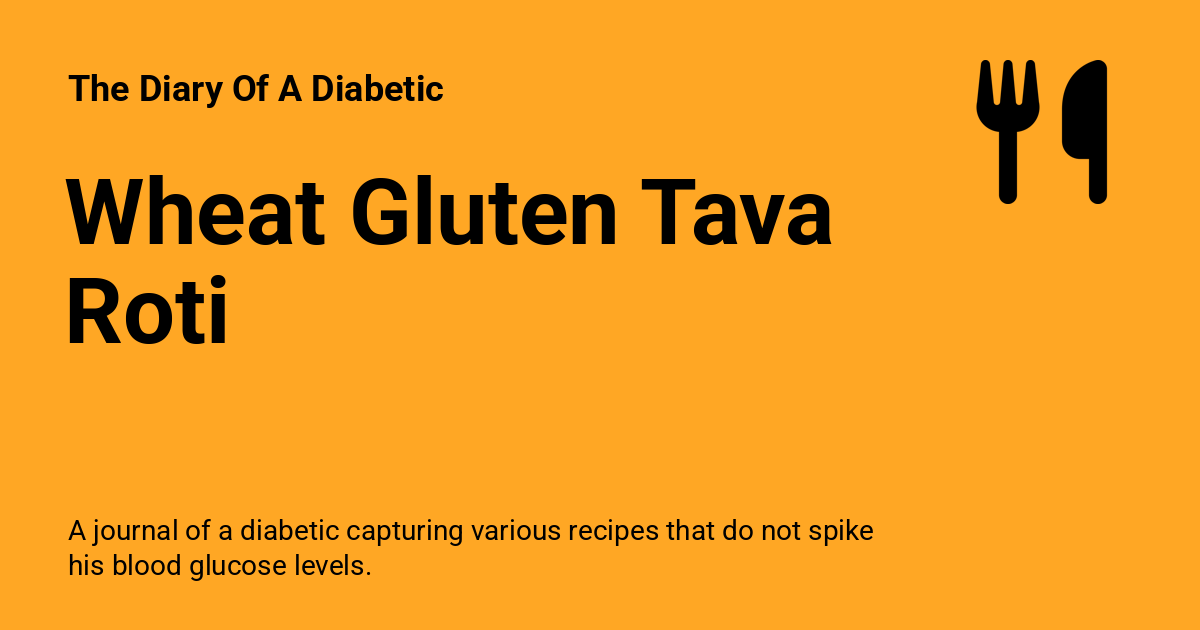 The Diary Of A Diabetic
Wheat Gluten Tava
Roti
A journal of a diabetic capturing various recipes that do not spike
his blood glucose levels.